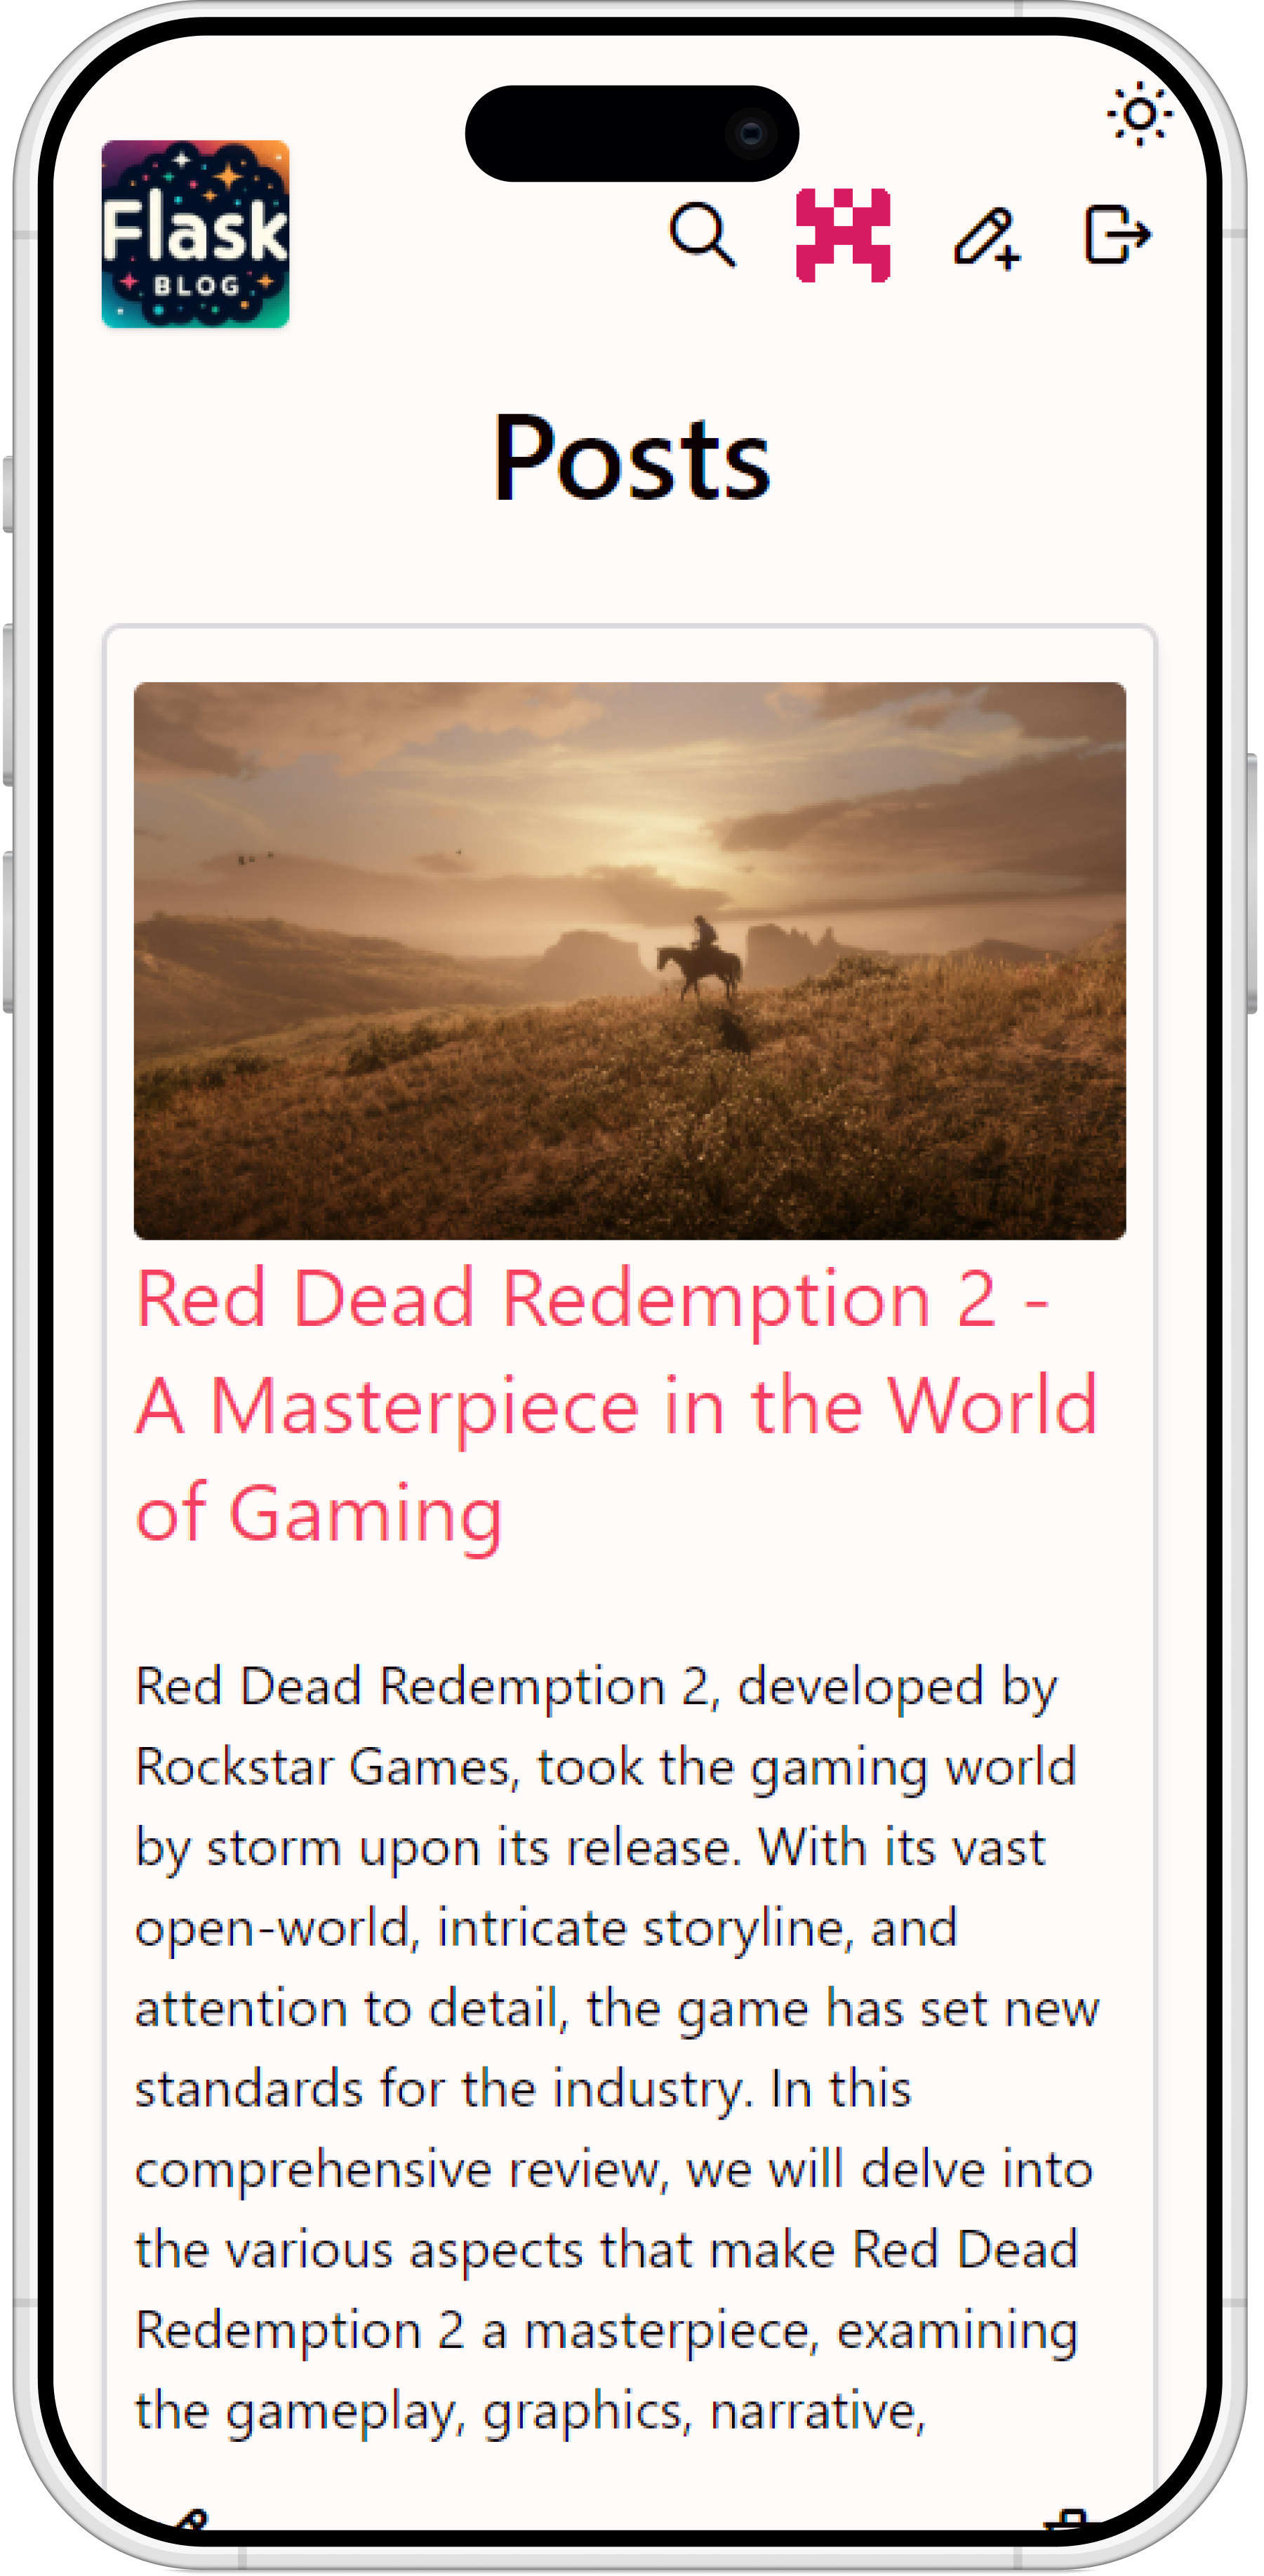 Flask
BLOG
Posts
Red Dead Redemption 2 -
A Masterpiece in the World
of Gaming
Red Dead Redemption 2, developed by
Rockstar Games, took the gaming world
by storm upon its release. With its vast
open-world, intricate storyline, and
attention to detail, the game has set new
standards for the industry. In this
comprehensive review, we will delve into
the various aspects that make Red Dead
Redemption 2 a masterpiece, examining
the gameplay, graphics, narrative,